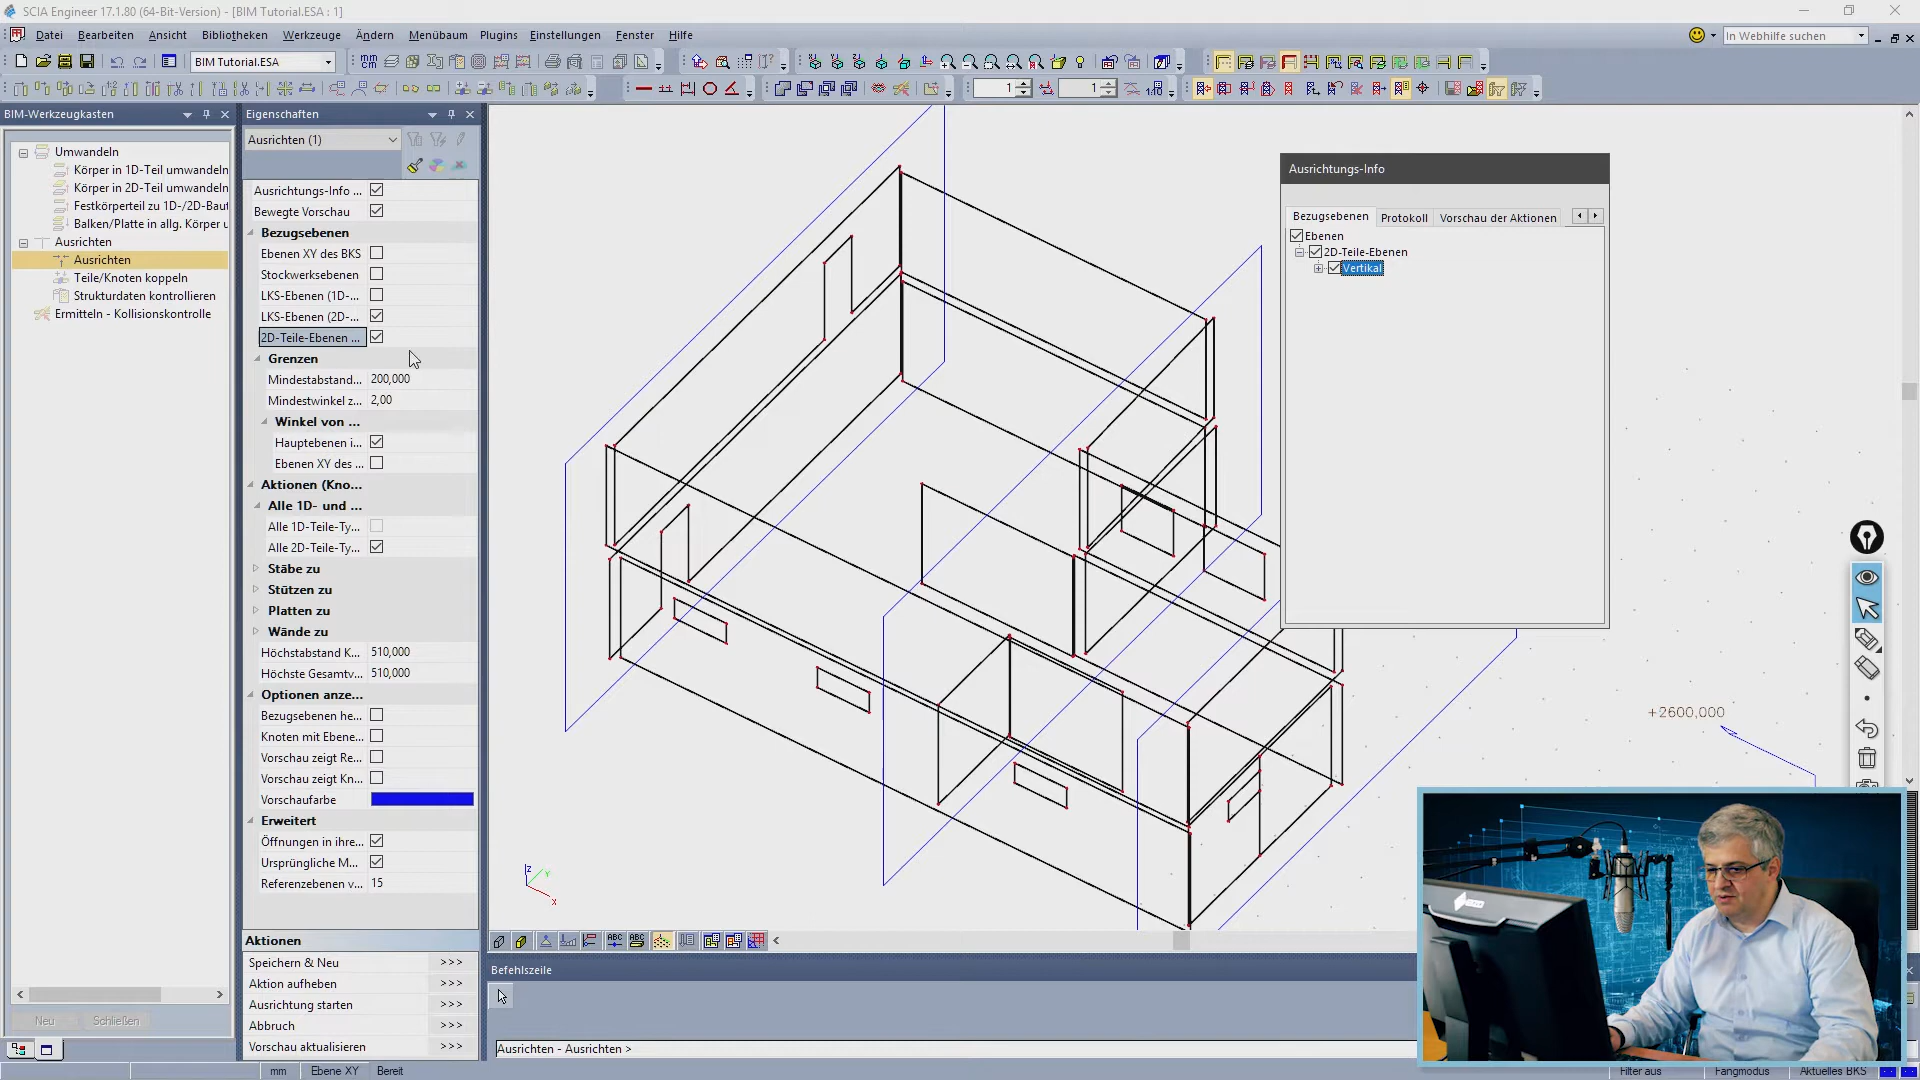 SCIA Engineer 17.1.80 (64-Bit-Version) - [BIM Tutorial.ESA : 1]
Datei Bearbeiten Ansicht Bibliotheken Werkzeuge Ändern Menübaum Plugins Einstellungen Fenster Hilfe
In Webhilfe suchen
BIM Tutorial.ESA
1
1
BIM-Werkzeugkasten
Umwandeln
Körper in 1D-Teil umwandeln
Körper in 2D-Teil umwandeln
Festkörperteil zu 1D-/2D-Baut
Balken/Platte in allg. Körper u
Ausrichten
Ausrichten
Teile/Knoten koppeln
Strukturdaten kontrollieren
Ermitteln - Kollisionskontrolle
Neu Schließen
Eigenschaften
Ausrichten (1)
Ausrichtungs-Info ...
Bewegte Vorschau
Bezugsebenen
Ebenen XY des BKS
Stockwerksebenen
LKS-Ebenen (1D-...
LKS-Ebenen (2D-...
2D-Teile-Ebenen ...
Grenzen
Mindestabstand... 200,000
Mindestwinkel z... 2,00
Winkel von ...
Hauptebenen i...
Ebenen XY des ...
Aktionen (Kno...
Alle 1D- und ...
Alle 1D-Teile-Ty...
Alle 2D-Teile-Ty...
Stäbe zu
Stützen zu
Platten zu
Wände zu
Höchstabstand K... 510,000
Höchste Gesamtv... 510,000
Optionen anze...
Bezugsebenen he...
Knoten mit Ebene...
Vorschau zeigt Re...
Vorschau zeigt Kn...
Vorschaufarbe
Erweitert
Öffnungen in ihre...
Ursprüngliche M...
Referenzebenen v... 15
Aktionen
Speichern & Neu >>>
Aktion aufheben >>>
Ausrichtung starten >>>
Abbruch >>>
Vorschau aktualisieren >>>
Ausrichtungs-Info
Bezugsebenen Protokoll Vorschau der Aktionen
Ebenen
2D-Teile-Ebenen
Vertikal
+2600,000
Z
Y
X
Befehlszeile
Ausrichten - Ausrichten >
mm Ebene XY Bereit Filter aus Fangmodus Aktuelles BKS